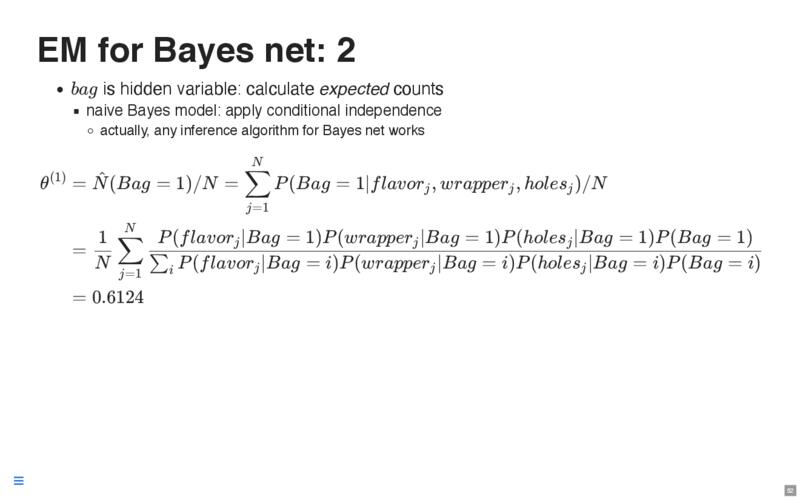 EM for Bayes net: 2
• bag is hidden variable: calculate expected counts
▪ naive Bayes model: apply conditional independence
○ actually, any inference algorithm for Bayes net works
θ^{(1)} = N̂(Bag = 1)/N = \sum_{j=1}^{N} P(Bag = 1|flavor_j, wrapper_j, holes_j)/N
= \frac{1}{N} \sum_{j=1}^{N} \frac{P(flavor_j|Bag = 1)P(wrapper_j|Bag = 1)P(holes_j|Bag = 1)P(Bag = 1)}{\sum_i P(flavor_j|Bag = i)P(wrapper_j|Bag = i)P(holes_j|Bag = i)P(Bag = i)}
= 0.6124
52